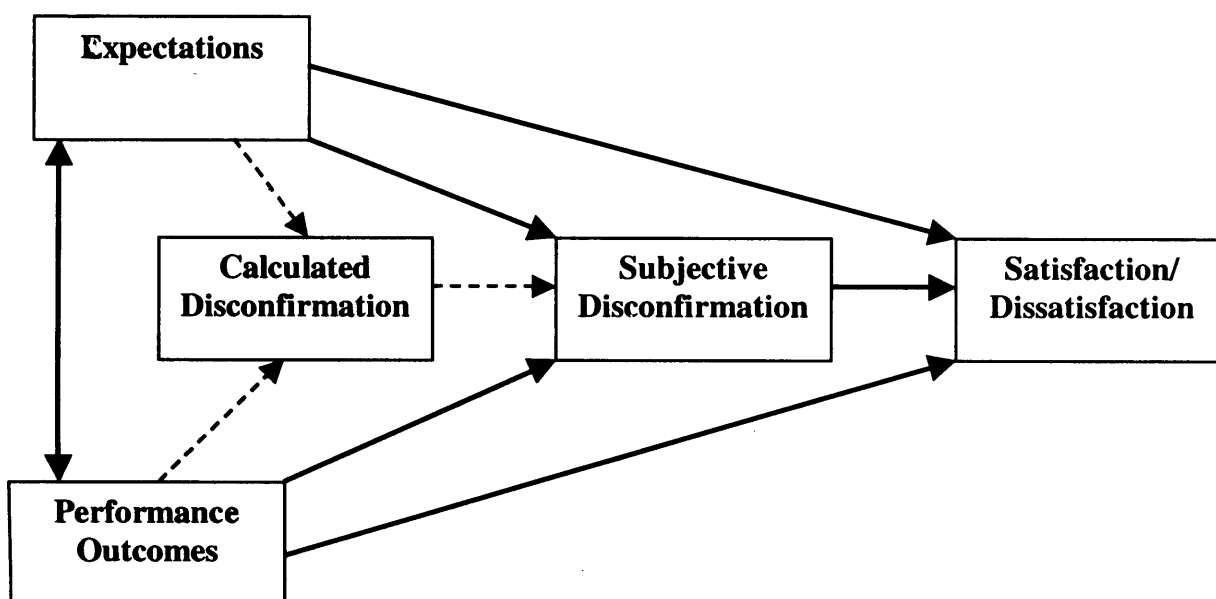 Expectations
Calculated
Disconfirmation
Subjective
Disconfirmation
Satisfaction/
Dissatisfaction
Performance
Outcomes